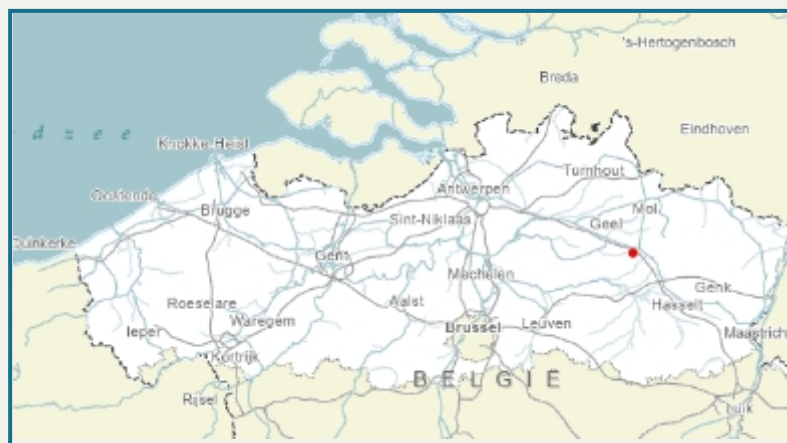 's-Hertogenbosch
Breda
d z e e
Eindhoven
Knokke-Heist
Turnhout
Antwerpen
Oostende
Mol
Brugge
Sint-Niklaas
Geel
Duinkerke
Gent
Mechelen
Genk
Roeselare
Aalst
Hasselt
Ieper
Waregem
Brussel
Leuven
Maastrich
Kortrijk
BELGIË
Rijsel
Luik